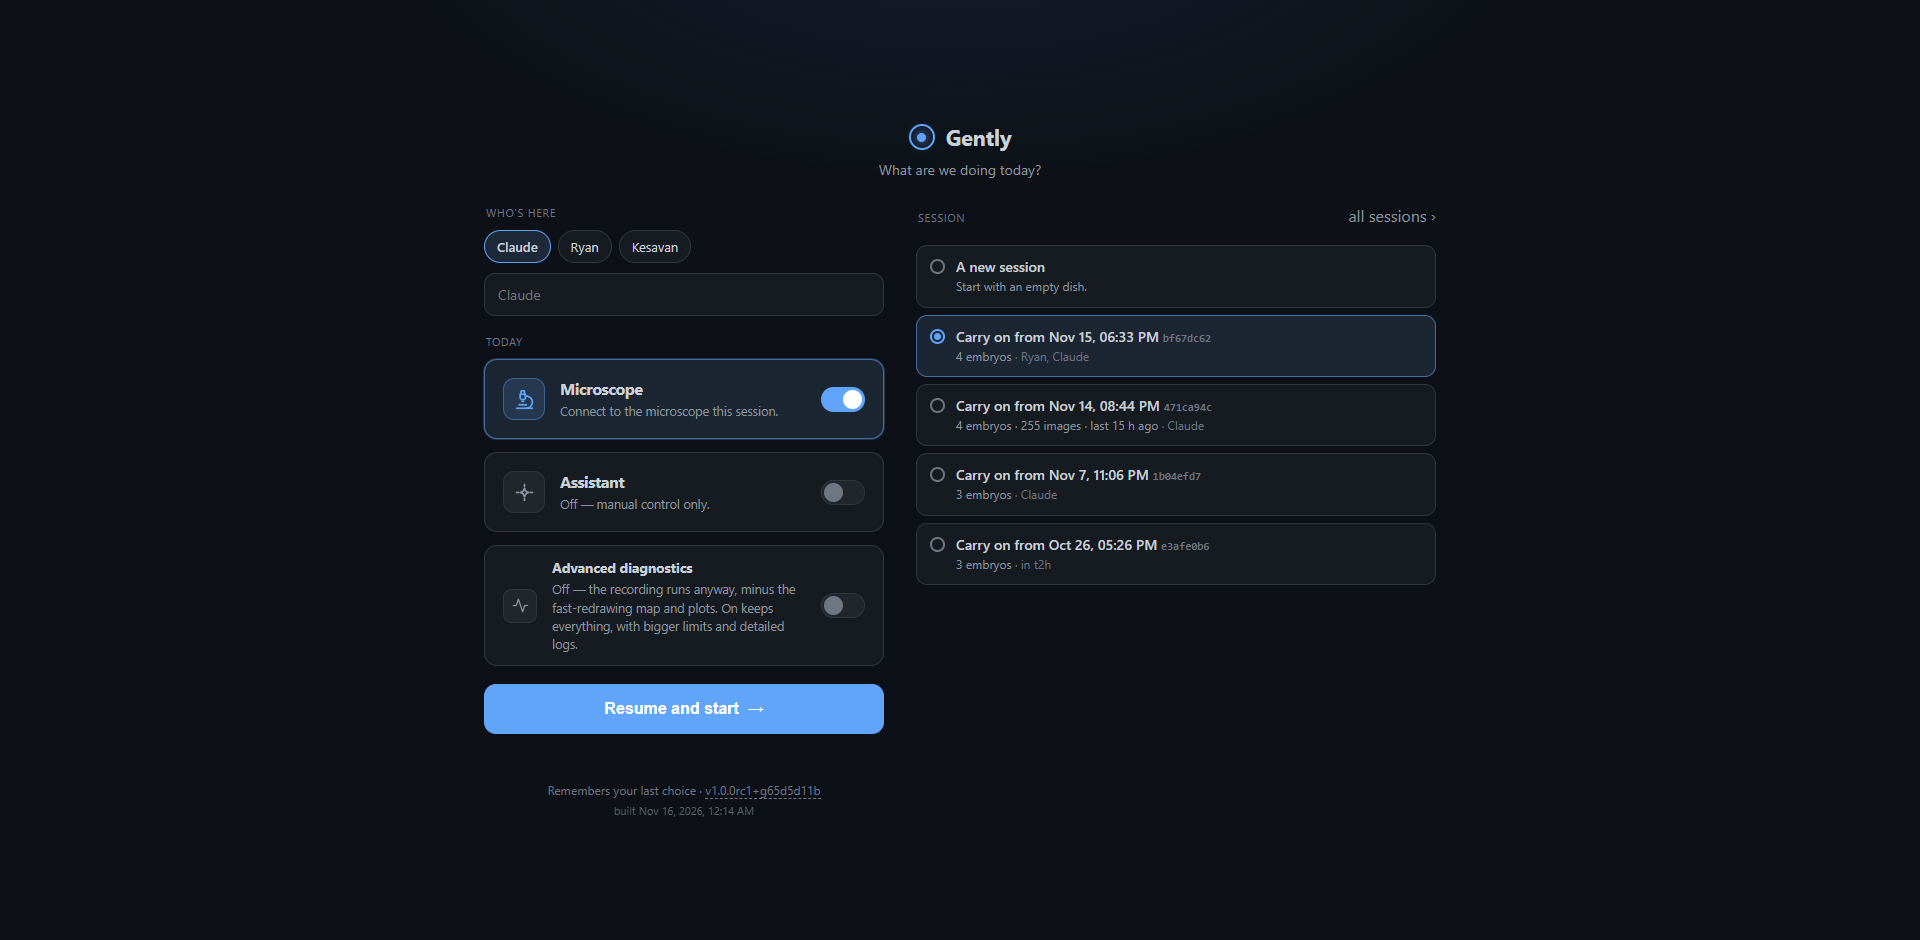 Gently
What are we doing today?
WHO'S HERE
Claude
Ryan
Kesavan
Claude
TODAY
Microscope
Connect to the microscope this session.
Assistant
Off — manual control only.
Advanced diagnostics
Off — the recording runs anyway, minus the
fast-redrawing map and plots. On keeps
everything, with bigger limits and detailed
logs.
Resume and start →
Remembers your last choice · v1.0.0rc1+g65d5d11b
built Nov 16, 2026, 12:14 AM
SESSION
all sessions ›
A new session
Start with an empty dish.
Carry on from Nov 15, 06:33 PM bf67dc62
4 embryos · Ryan, Claude
Carry on from Nov 14, 08:44 PM 471ca94c
4 embryos · 255 images · last 15 h ago · Claude
Carry on from Nov 7, 11:06 PM 1b04efd7
3 embryos · Claude
Carry on from Oct 26, 05:26 PM e3afe0b6
3 embryos · in t2h